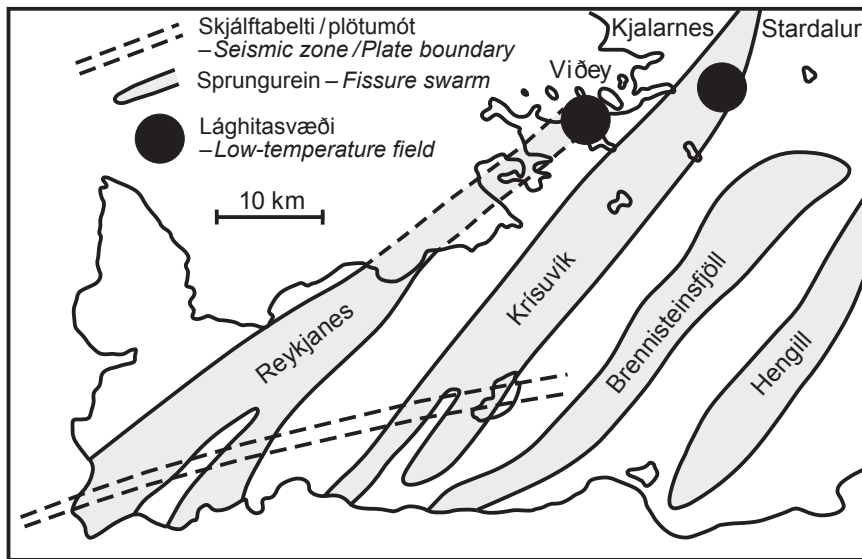 Skjálftabelti / plötumót
– Seismic zone / Plate boundary
Sprungurein – Fissure swarm
Lághitasvæði
– Low-temperature field
10 km
Kjalarnes
Stardalur
Viðey
Reykjanes
Krísuvík
Brennisteinsfjöll
Hengill